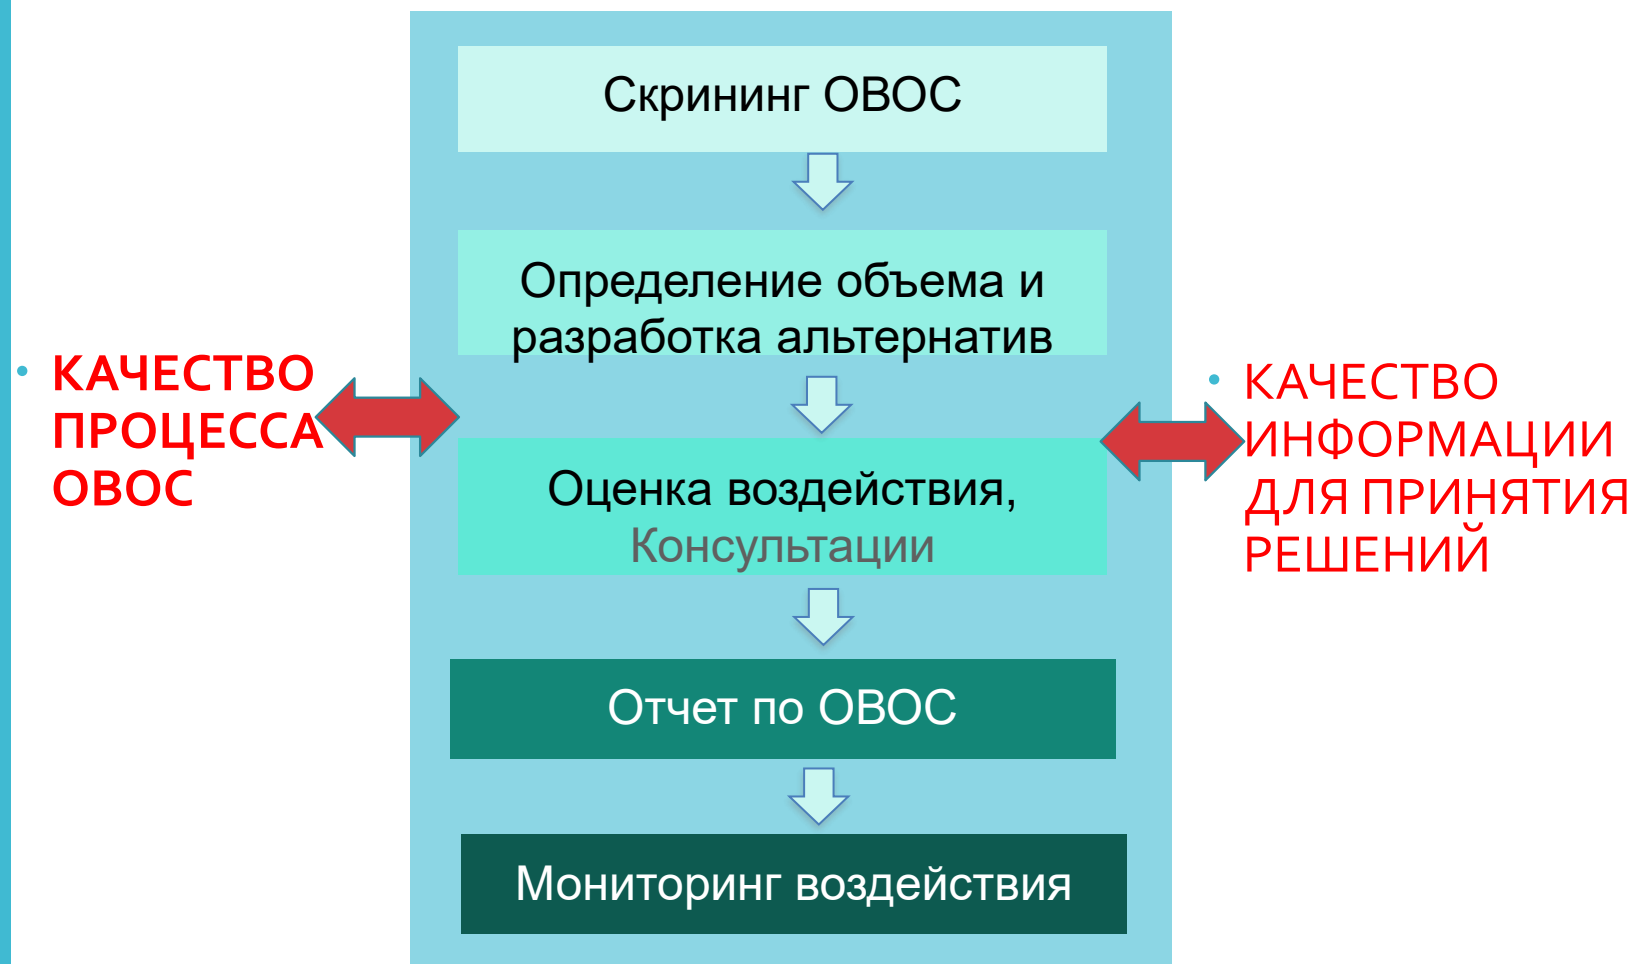 Скрининг ОВОС
Определение объема и
разработка альтернатив
• КАЧЕСТВО
ПРОЦЕССА
ОВОС
Оценка воздействия,
Консультации
• КАЧЕСТВО
ИНФОРМАЦИИ
ДЛЯ ПРИНЯТИЯ
РЕШЕНИЙ
Отчет по ОВОС
Мониторинг воздействия